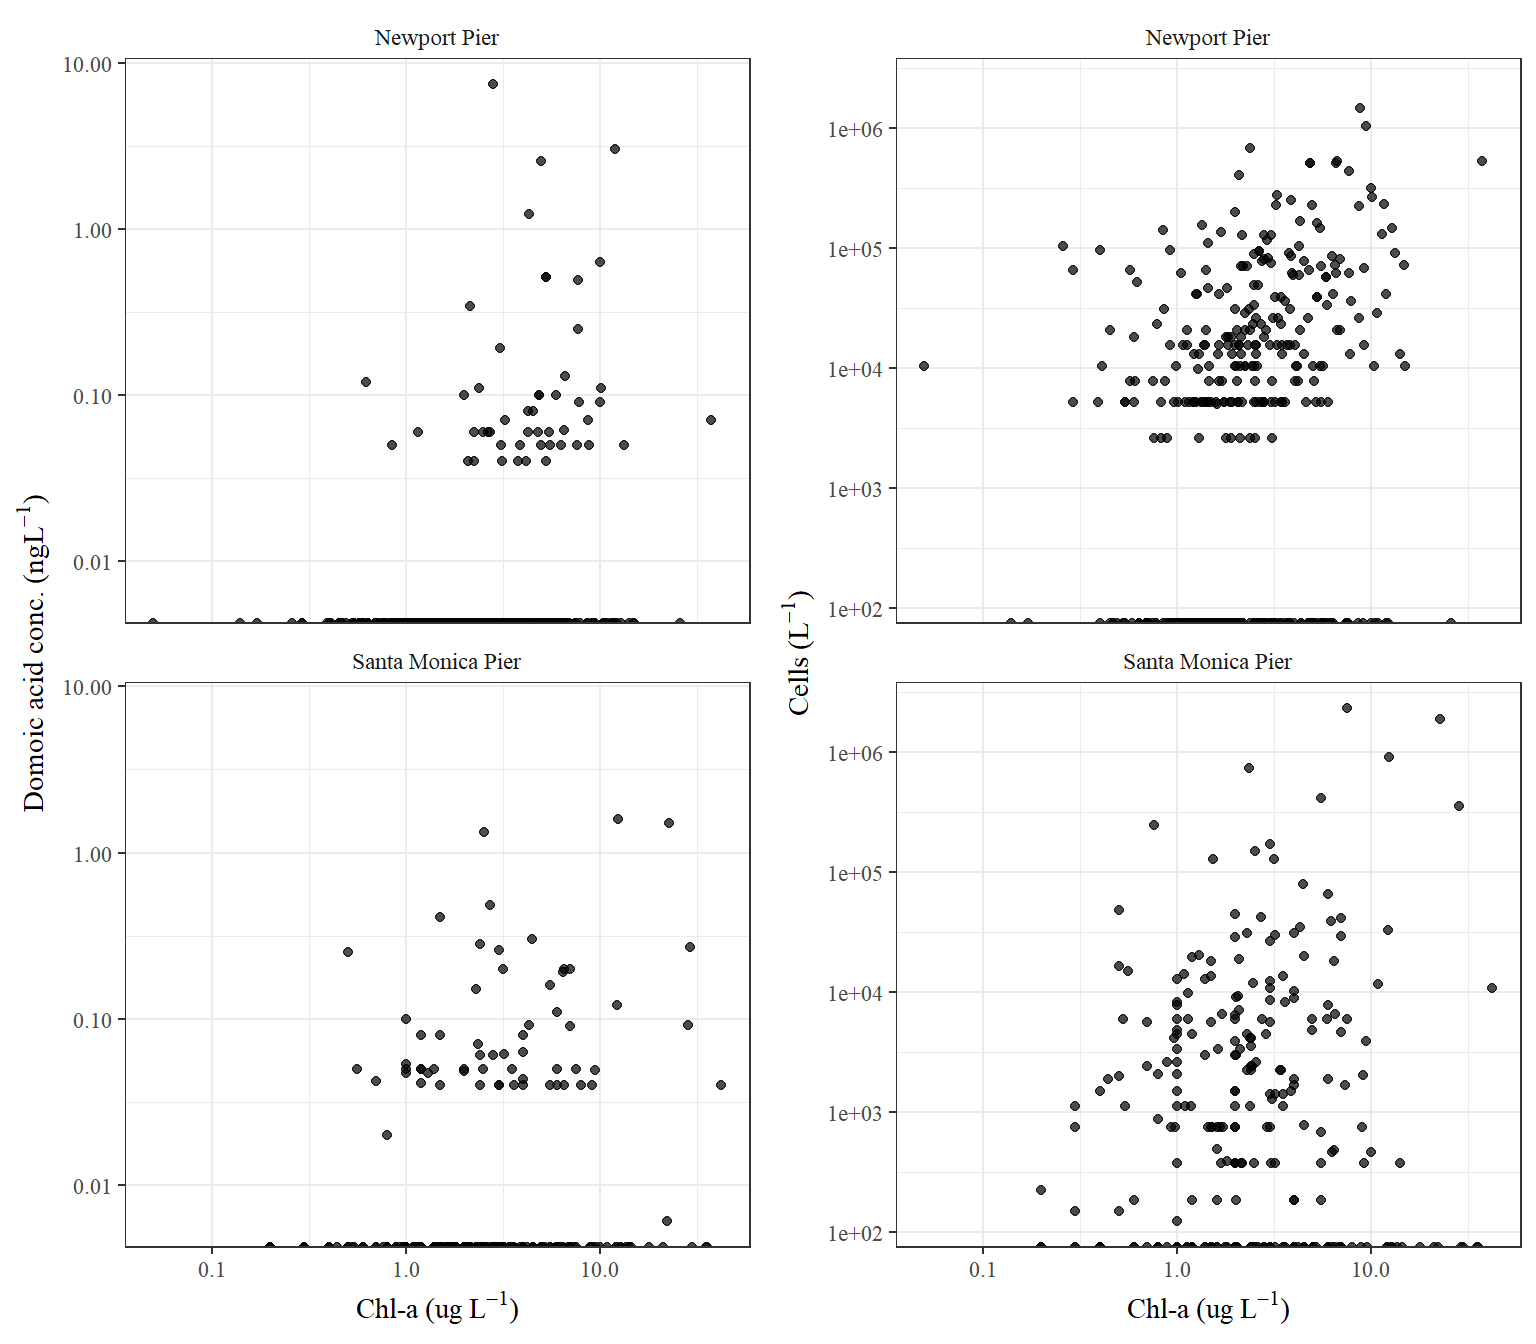 Newport Pier
10.00
1.00
0.10
0.01
Santa Monica Pier
10.00
1.00
0.10
0.01
0.1 1.0 10.0
Chl-a (ug L⁻¹)
Domoic acid conc. (ngL⁻¹)
Newport Pier
1e+06
1e+05
1e+04
1e+03
1e+02
Santa Monica Pier
1e+06
1e+05
1e+04
1e+03
1e+02
0.1 1.0 10.0
Chl-a (ug L⁻¹)
Cells (L⁻¹)